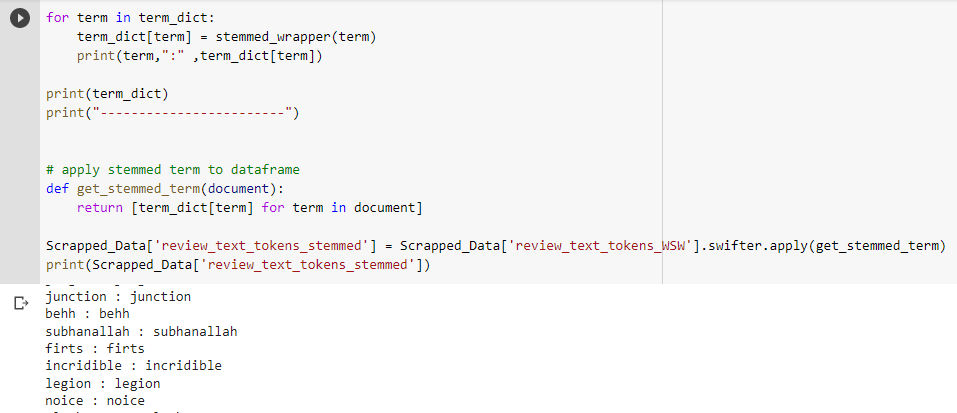 for term in term_dict:
    term_dict[term] = stemmed_wrapper(term)
    print(term,":" ,term_dict[term])
print(term_dict)
print("------------------------")
# apply stemmed term to dataframe
def get_stemmed_term(document):
    return [term_dict[term] for term in document]
Scrapped_Data['review_text_tokens_stemmed'] = Scrapped_Data['review_text_tokens_WSW'].swifter.apply(get_stemmed_term)
print(Scrapped_Data['review_text_tokens_stemmed'])
junction : junction
behh : behh
subhanallah : subhanallah
firts : firts
incridible : incridible
legion : legion
noice : noice